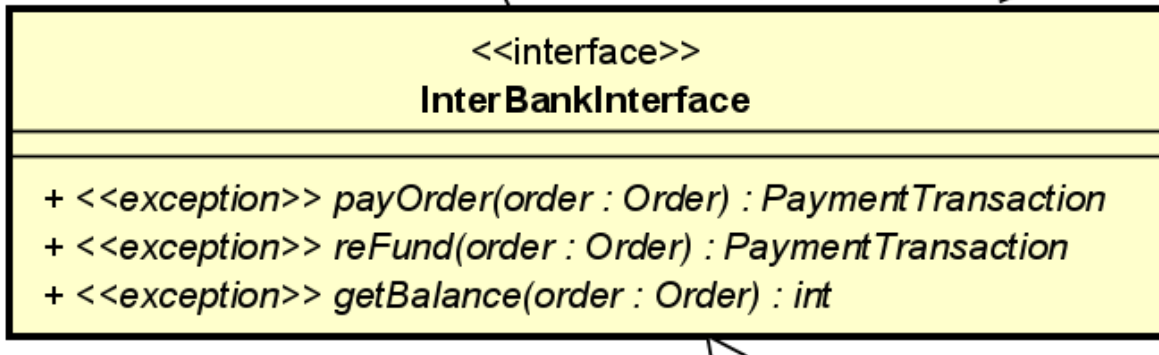 <<interface>>
InterBankInterface
+ <<exception>> payOrder(order : Order) : PaymentTransaction
+ <<exception>> reFund(order : Order) : PaymentTransaction
+ <<exception>> getBalance(order : Order) : int